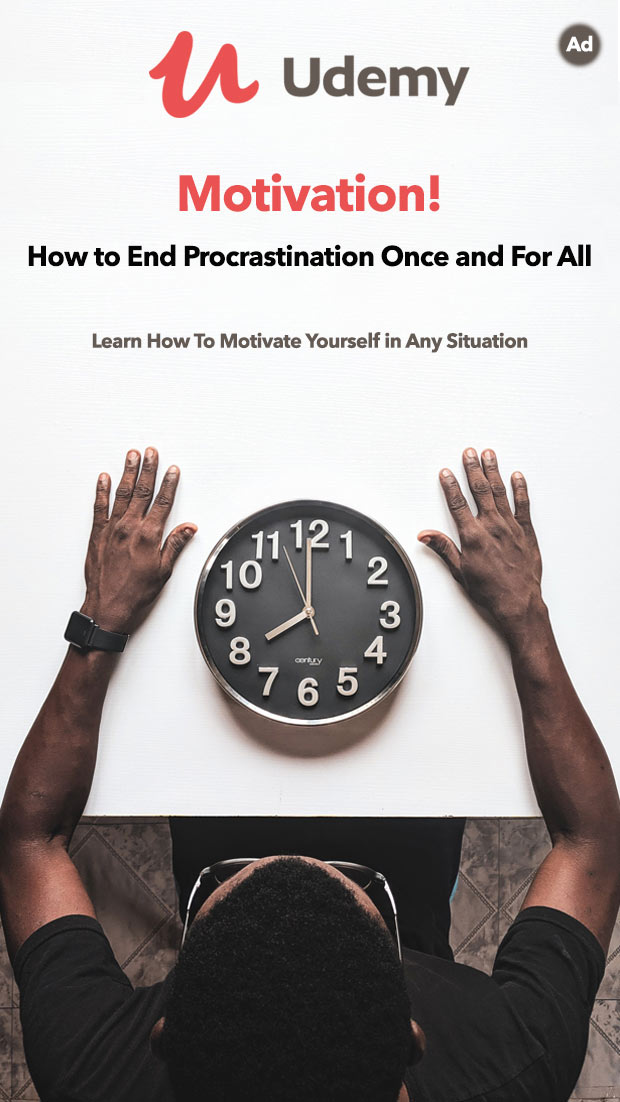 Ad
Udemy
Motivation!
How to End Procrastination Once and For All
Learn How To Motivate Yourself in Any Situation
12
11 1
10 2
9 3
8 4
7 5
6
century